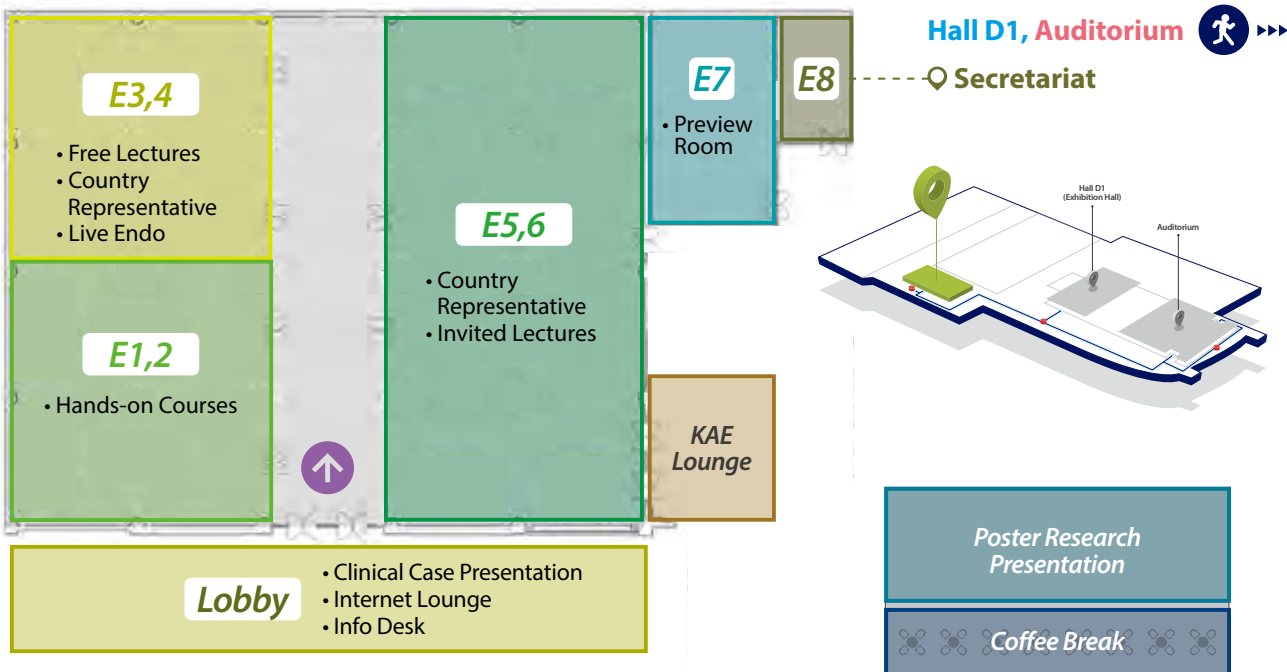 E3,4
• Free Lectures
• Country
Representative
• Live Endo
E1,2
• Hands-on Courses
E5,6
• Country
Representative
• Invited Lectures
E7
• Preview
Room
E8
Secretariat
Hall D1, Auditorium
Hall D1
(Exhibition Hall)
Auditorium
KAE
Lounge
Lobby
• Clinical Case Presentation
• Internet Lounge
• Info Desk
Poster Research
Presentation
Coffee Break